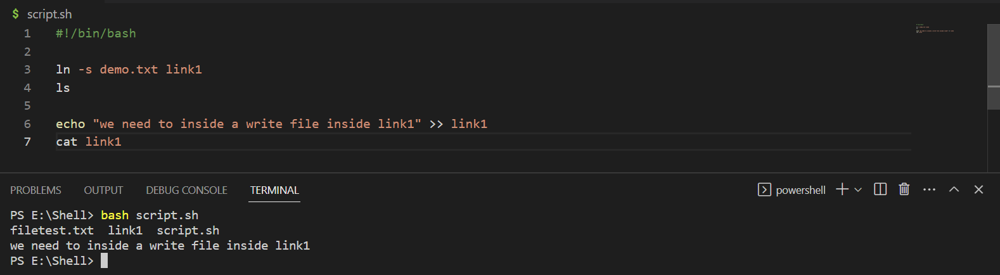 $ script.sh
1 #!/bin/bash
2
3 ln -s demo.txt link1
4 ls
5
6 echo "we need to inside a write file inside link1" >> link1
7 cat link1
PROBLEMS OUTPUT DEBUG CONSOLE TERMINAL powershell
PS E:\Shell> bash script.sh
filetest.txt  link1  script.sh
we need to inside a write file inside link1
PS E:\Shell>